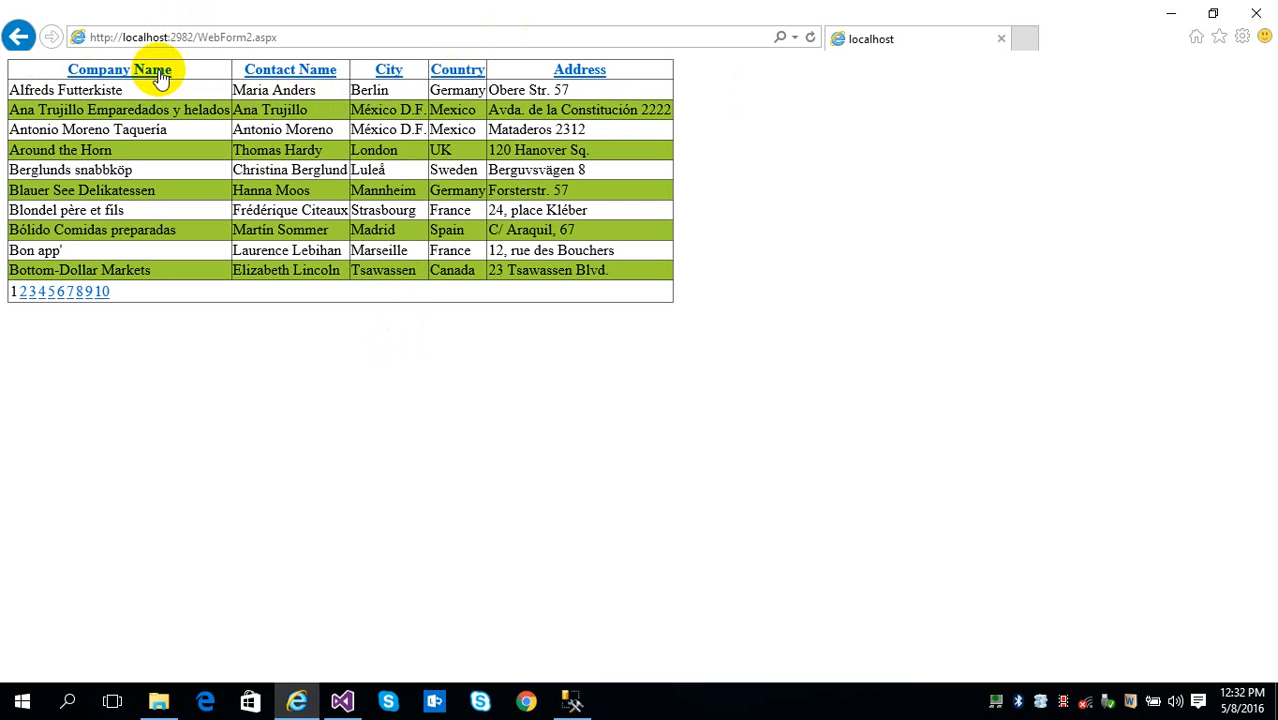 http://localhost:2982/WebForm2.aspx
localhost
Company Name Contact Name City Country Address
Alfreds Futterkiste Maria Anders Berlin Germany Obere Str. 57
Ana Trujillo Emparedados y helados Ana Trujillo México D.F. Mexico Avda. de la Constitución 2222
Antonio Moreno Taquería Antonio Moreno México D.F. Mexico Mataderos 2312
Around the Horn Thomas Hardy London UK 120 Hanover Sq.
Berglunds snabbköp Christina Berglund Luleå Sweden Berguvsvägen 8
Blauer See Delikatessen Hanna Moos Mannheim Germany Forsterstr. 57
Blondel père et fils Frédérique Citeaux Strasbourg France 24, place Kléber
Bólido Comidas preparadas Martín Sommer Madrid Spain C/ Araquil, 67
Bon app' Laurence Lebihan Marseille France 12, rue des Bouchers
Bottom-Dollar Markets Elizabeth Lincoln Tsawassen Canada 23 Tsawassen Blvd.
1 2 3 4 5 6 7 8 9 10
12:32 PM
5/8/2016